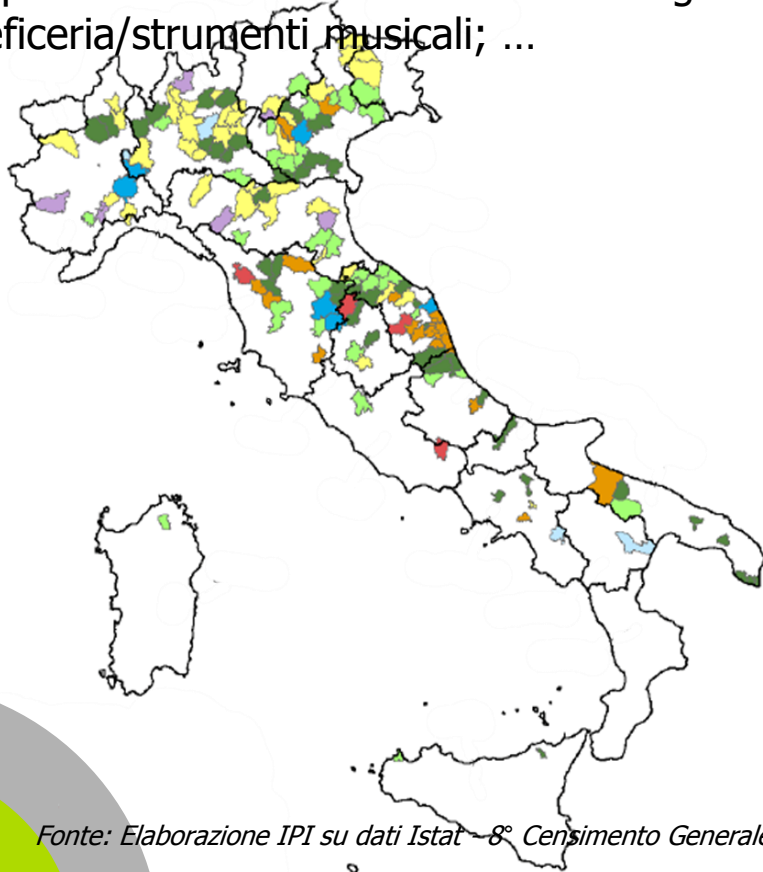 eficeria/strumenti musicali; ...
Fonte: Elaborazione IPI su dati Istat - 8° Censimento Generale